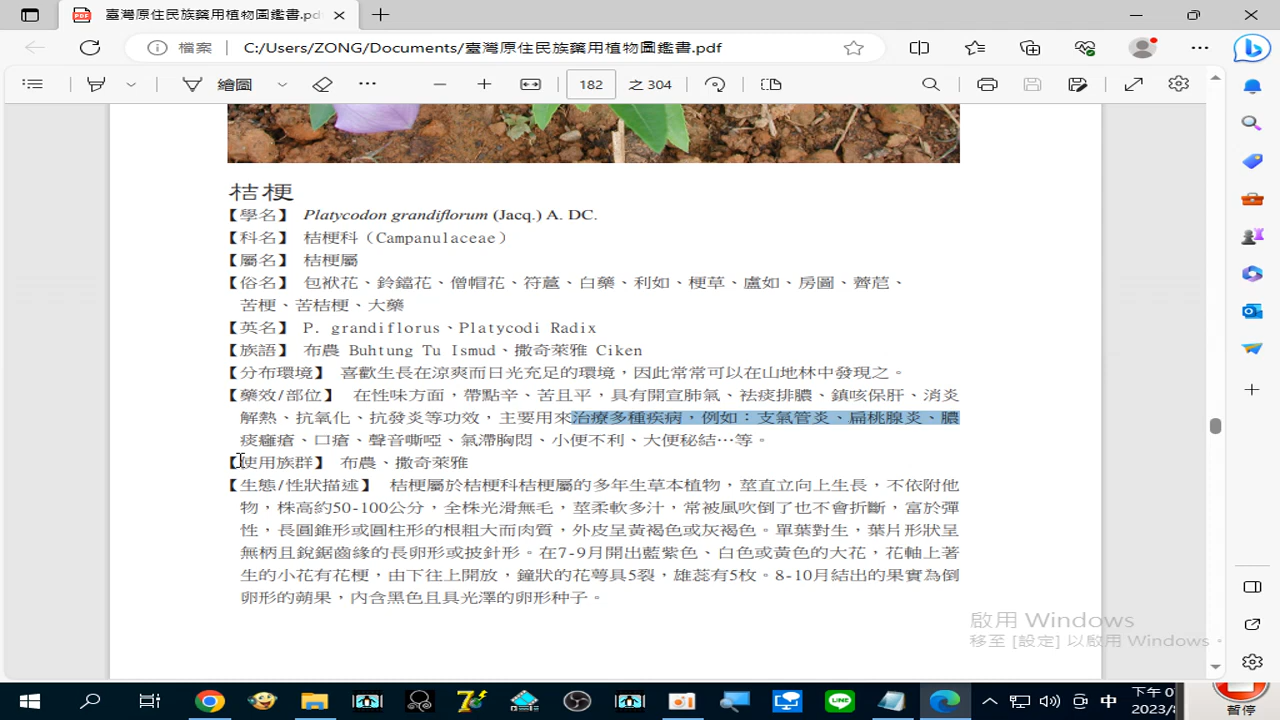 臺灣原住民族藥用植物圖鑑書.pdf
檔案 C:/Users/ZONG/Documents/臺灣原住民族藥用植物圖鑑書.pdf
繪圖 182 之 304
桔梗
【學名】 Platycodon grandiflorum (Jacq.) A. DC.
【科名】 桔梗科（Campanulaceae）
【屬名】 桔梗屬
【俗名】 包袱花、鈴鐺花、僧帽花、符蔰、白藥、利如、梗草、盧如、房圖、薺苨、
苦梗、苦桔梗、大藥
【英名】 P. grandiflorus、Platycodi Radix
【族語】 布農 Buhtung Tu Ismud、撒奇萊雅 Ciken
【分布環境】 喜歡生長在涼爽而日光充足的環境，因此常常可以在山地林中發現之。
【藥效/部位】 在性味方面，帶點辛、苦且平，具有開宣肺氣、袪痰排膿、鎮咳保肝、消炎
解熱、抗氧化、抗發炎等功效，主要用來治療多種疾病，例如：支氣管炎、扁桃腺炎、膿
痰癰瘡、口瘡、聲音嘶啞、氣滯胸悶、小便不利、大便秘結…等。
【使用族群】 布農、撒奇萊雅
【生態/性狀描述】 桔梗屬於桔梗科桔梗屬的多年生草本植物，莖直立向上生長，不依附他
物，株高約50-100公分，全株光滑無毛，莖柔軟多汁，常被風吹倒了也不會折斷，富於彈
性，長圓錐形或圓柱形的根粗大而肉質，外皮呈黃褐色或灰褐色。單葉對生，葉片形狀呈
無柄且銳鋸齒緣的長卵形或披針形。在7-9月開出藍紫色、白色或黃色的大花，花軸上著
生的小花有花梗，由下往上開放，鐘狀的花萼具5裂，雄蕊有5枚。8-10月結出的果實為倒
卵形的蒴果，內含黑色且具光澤的卵形种子。
啟用 Windows
移至 [設定] 以啟用 Windows。
中
下午 0
2023/8
暫停